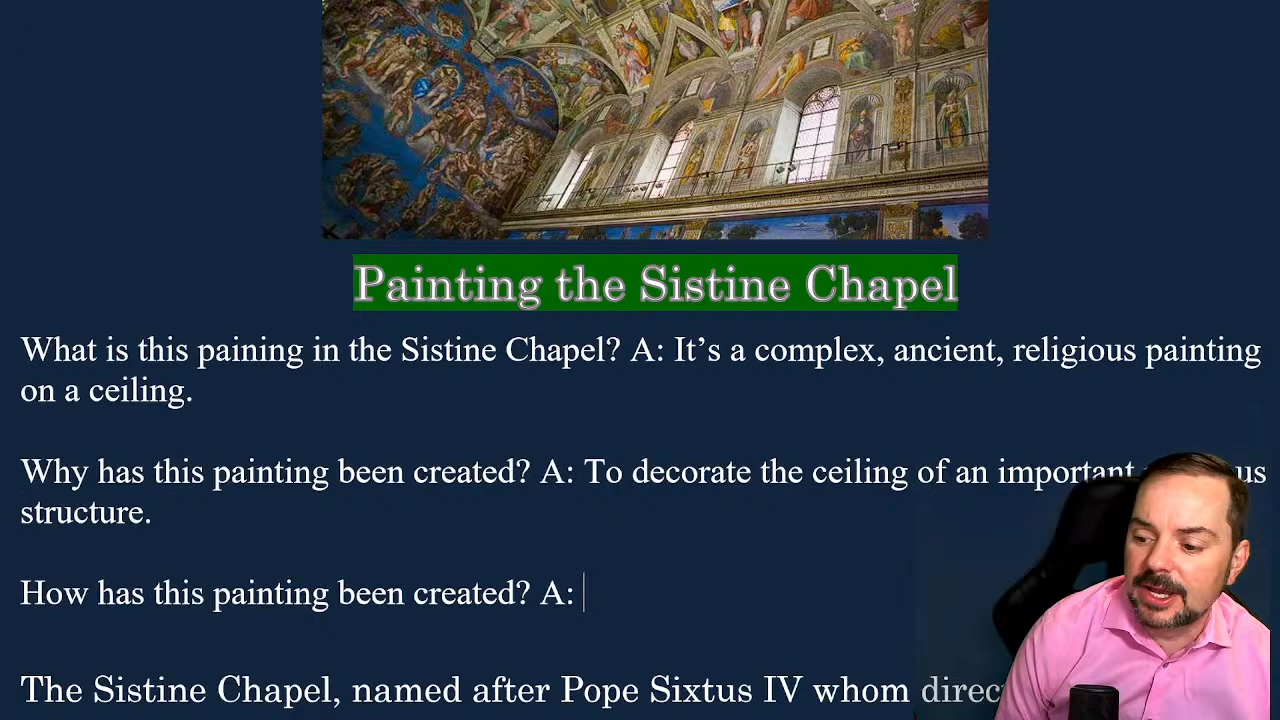 Painting the Sistine Chapel
What is this paining in the Sistine Chapel? A: It’s a complex, ancient, religious painting
on a ceiling.
Why has this painting been created? A: To decorate the ceiling of an important
structure.
How has this painting been created? A:
The Sistine Chapel, named after Pope Sixtus IV whom